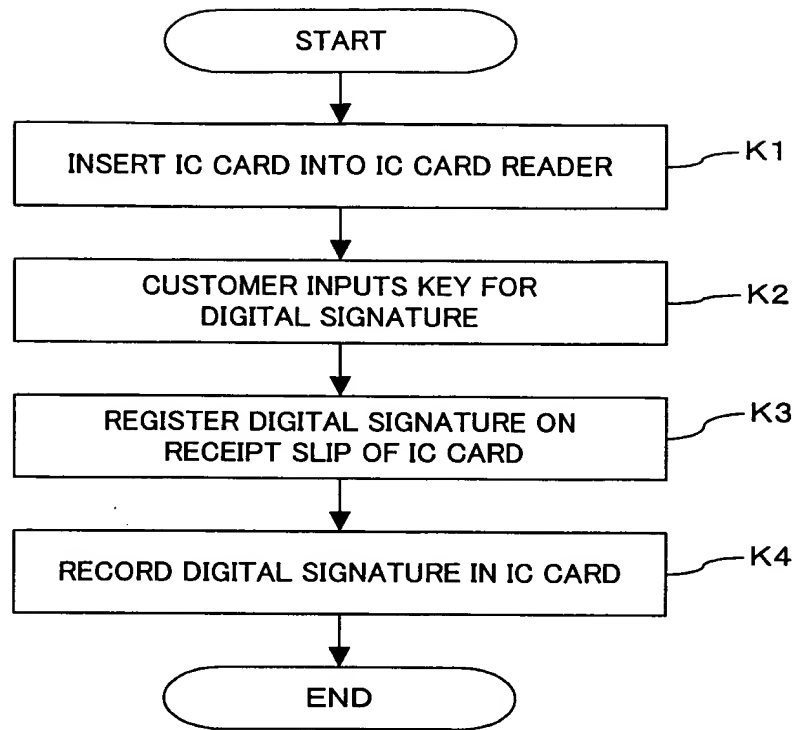 START
INSERT IC CARD INTO IC CARD READER
K1
CUSTOMER INPUTS KEY FOR
DIGITAL SIGNATURE
K2
REGISTER DIGITAL SIGNATURE ON
RECEIPT SLIP OF IC CARD
K3
RECORD DIGITAL SIGNATURE IN IC CARD
K4
END